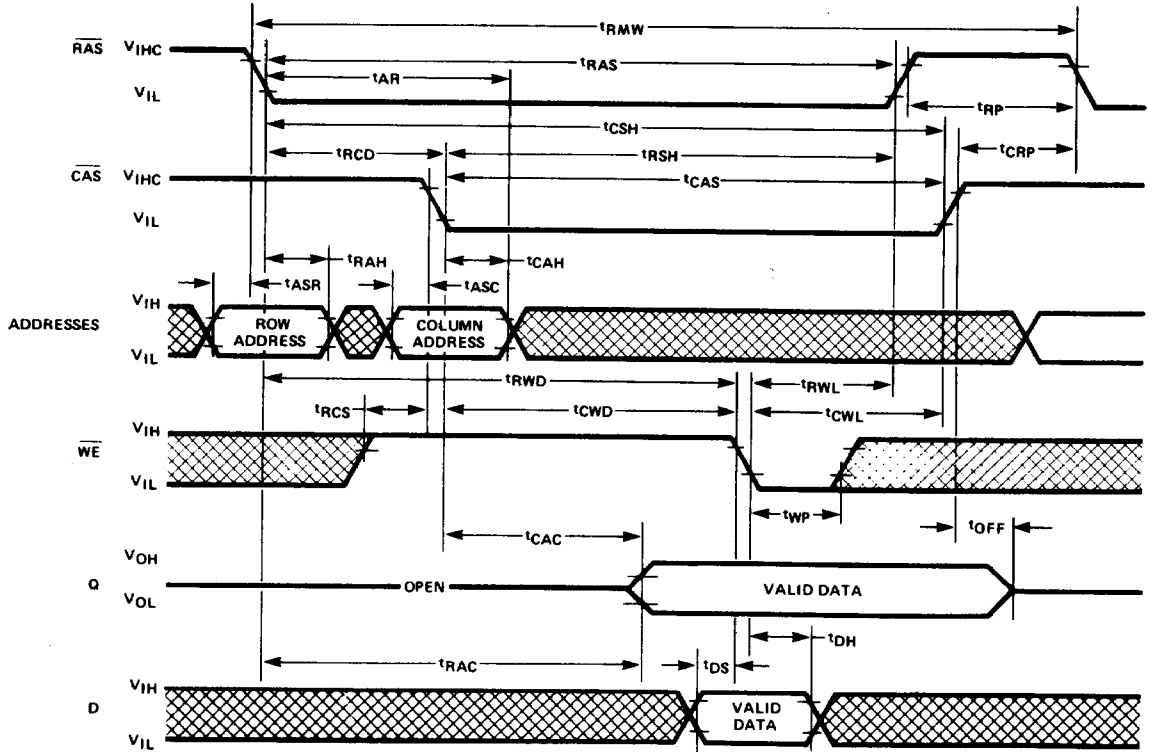 tRMW
RAS VIHC
tRAS
tAR
VIL
tRP
tCSH
tRCD tRSH tCRP
CAS VIHC
tCAS
VIL
tRAH tCAH
tASR tASC
VIH
ADDRESSES ROW ADDRESS COLUMN ADDRESS
VIL
tRWD tRWL
tRCS tCWD tCWL
VIH
WE
VIL
tWP tOFF
tCAC
VOH
Q OPEN VALID DATA
VOL
tDH
tRAC tDS
VIH
D VALID DATA
VIL